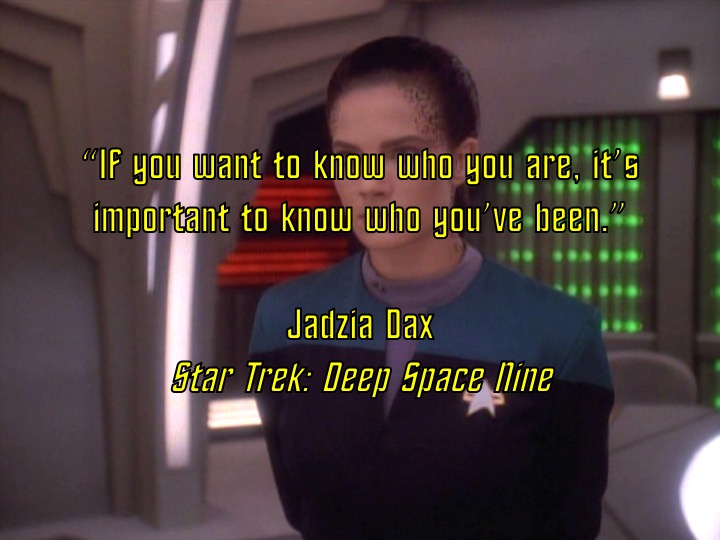 “If you want to know who you are, it’s
important to know who you’ve been.”
Jadzia Dax
Star Trek: Deep Space Nine